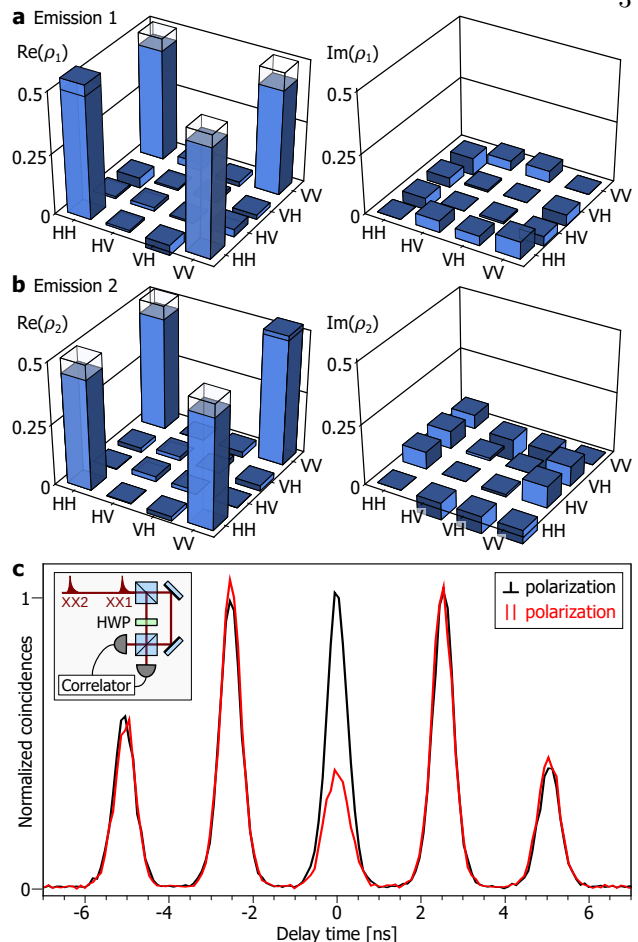 a Emission 1
Re(ρ1)
0.5
0.25
0
HH
HV
VH
VV
HH
HV
VH
VV
Im(ρ1)
0.5
0.25
0
HH
HV
VH
VV
HH
HV
VH
VV
b Emission 2
Re(ρ2)
0.5
0.25
0
HH
HV
VH
VV
HH
HV
VH
VV
Im(ρ2)
0.5
0.25
0
HH
HV
VH
VV
HH
HV
VH
VV
c
XX2 XX1
HWP
Correlator
⊥ polarization
|| polarization
Normalized coincidences
1
0
-6 -4 -2 0 2 4 6
Delay time [ns]